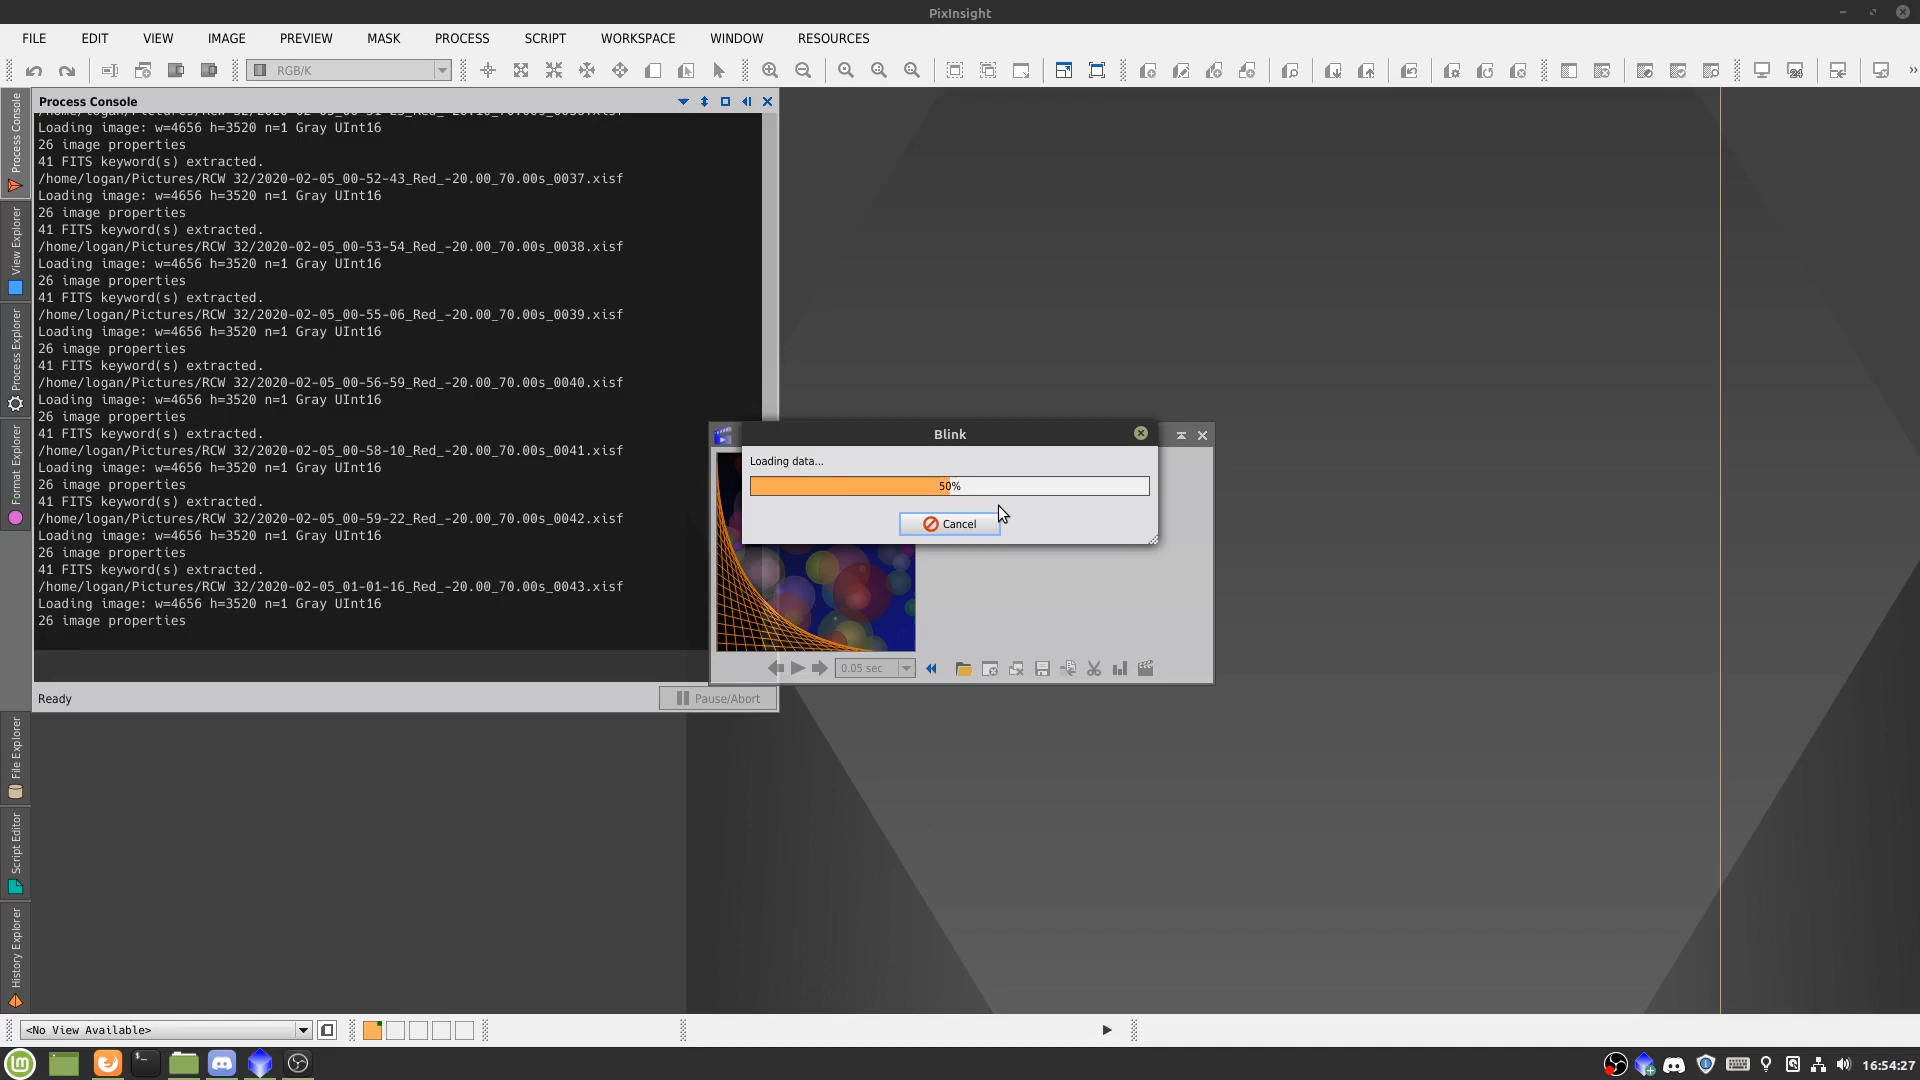 PixInsight
FILE EDIT VIEW IMAGE PREVIEW MASK PROCESS SCRIPT WORKSPACE WINDOW RESOURCES
RGB/K
24
Process Console
Loading image: w=4656 h=3520 n=1 Gray UInt16
26 image properties
41 FITS keyword(s) extracted.
/home/logan/Pictures/RCW 32/2020-02-05_00-52-43_Red_-20.00_70.00s_0037.xisf
Loading image: w=4656 h=3520 n=1 Gray UInt16
26 image properties
41 FITS keyword(s) extracted.
/home/logan/Pictures/RCW 32/2020-02-05_00-53-54_Red_-20.00_70.00s_0038.xisf
Loading image: w=4656 h=3520 n=1 Gray UInt16
26 image properties
41 FITS keyword(s) extracted.
/home/logan/Pictures/RCW 32/2020-02-05_00-55-06_Red_-20.00_70.00s_0039.xisf
Loading image: w=4656 h=3520 n=1 Gray UInt16
26 image properties
41 FITS keyword(s) extracted.
/home/logan/Pictures/RCW 32/2020-02-05_00-56-59_Red_-20.00_70.00s_0040.xisf
Loading image: w=4656 h=3520 n=1 Gray UInt16
26 image properties
41 FITS keyword(s) extracted.
/home/logan/Pictures/RCW 32/2020-02-05_00-58-10_Red_-20.00_70.00s_0041.xisf
Loading image: w=4656 h=3520 n=1 Gray UInt16
26 image properties
41 FITS keyword(s) extracted.
/home/logan/Pictures/RCW 32/2020-02-05_00-59-22_Red_-20.00_70.00s_0042.xisf
Loading image: w=4656 h=3520 n=1 Gray UInt16
26 image properties
41 FITS keyword(s) extracted.
/home/logan/Pictures/RCW 32/2020-02-05_01-01-16_Red_-20.00_70.00s_0043.xisf
Loading image: w=4656 h=3520 n=1 Gray UInt16
26 image properties
Ready
Pause/Abort
Process Console
View Explorer
Process Explorer
Format Explorer
File Explorer
Script Editor
History Explorer
Blink
Loading data...
50%
Cancel
0.05 sec
<No View Available>
16:54:27